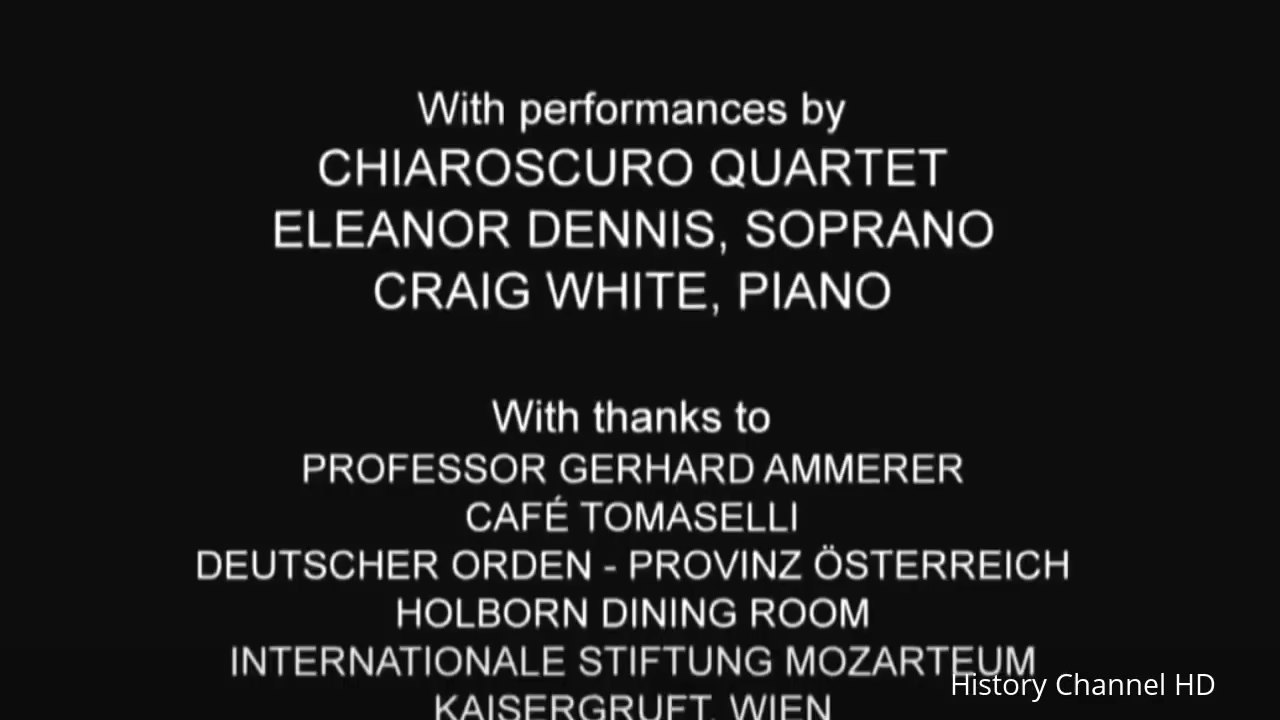 With performances by
CHIAROSCURO QUARTET
ELEANOR DENNIS, SOPRANO
CRAIG WHITE, PIANO
With thanks to
PROFESSOR GERHARD AMMERER
CAFÉ TOMASELLI
DEUTSCHER ORDEN - PROVINZ ÖSTERREICH
HOLBORN DINING ROOM
INTERNATIONALE STIFTUNG MOZARTEUM
History Channel HD
KAISERGRUFT, WIEN